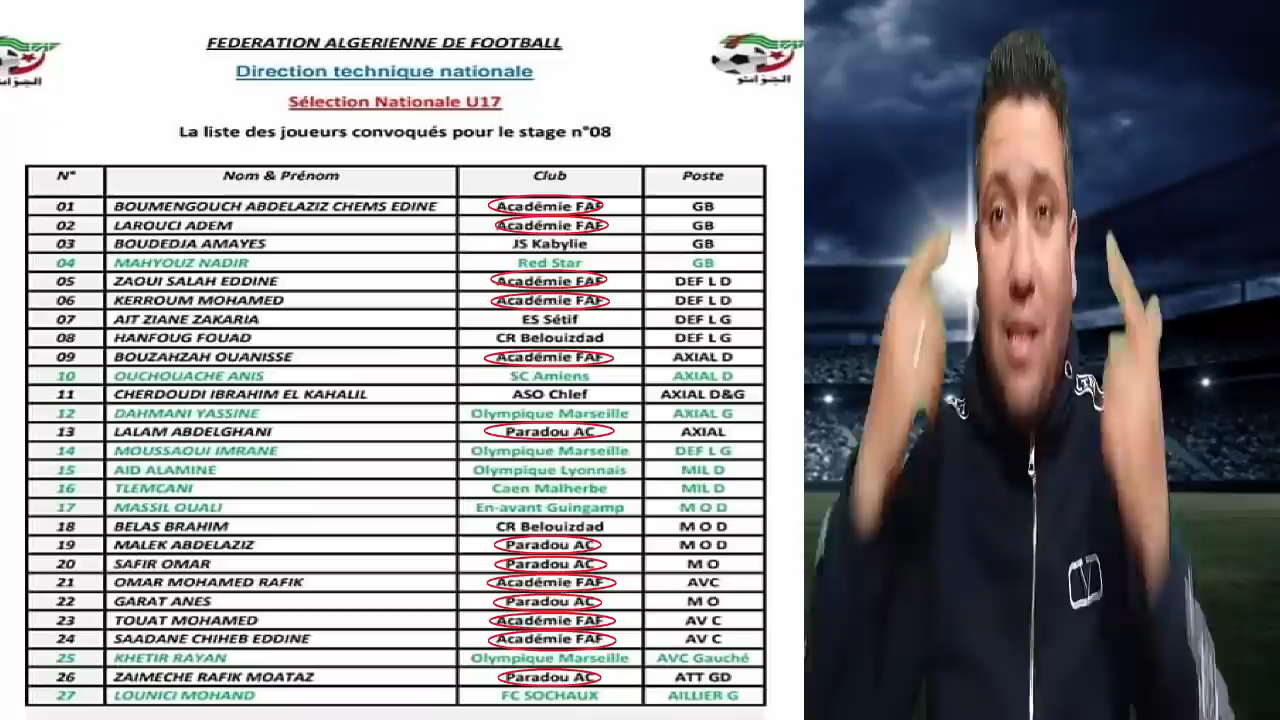 FEDERATION ALGERIENNE DE FOOTBALL
الجزائر
الجزائر
Direction technique nationale
Sélection Nationale U17
La liste des joueurs convoqués pour le stage n°08
N° Nom & Prénom Club Poste
01 BOUMENGOUCH ABDELAZIZ CHEMS EDINE Académie FAF GB
02 LAROUCI ADEM Académie FAF GB
03 BOUDEDJA AMAYES JS Kabylie GB
04 MAHYOUZ NADIR Red Star GB
05 ZAOUI SALAH EDDINE Académie FAF DEF L D
06 KERROUM MOHAMED Académie FAF DEF L D
07 AIT ZIANE ZAKARIA ES Sétif DEF L G
08 HANFOUG FOUAD CR Belouizdad DEF L G
09 BOUZAHZAH OUANISSE Académie FAF AXIAL D
10 OUCHOUACHE ANIS SC Amiens AXIAL D
11 CHERDOUDI IBRAHIM EL KAHALIL ASO Chlef AXIAL D&G
12 DAHMANI YASSINE Olympique Marseille AXIAL G
13 LALAM ABDELGHANI Paradou AC AXIAL
14 MOUSSAOUI IMRANE Olympique Marseille DEF L G
15 AID ALAMINE Olympique Lyonnais MIL D
16 TLEMCANI Caen Malherbe MIL D
17 MASSIL OUALI En-avant Guingamp M O D
18 BELAS BRAHIM CR Belouizdad M O D
19 MALEK ABDELAZIZ Paradou AC M O D
20 SAFIR OMAR Paradou AC M O
21 OMAR MOHAMED RAFIK Académie FAF AVC
22 GARAT ANES Paradou AC M O
23 TOUAT MOHAMED Académie FAF AV C
24 SAADANE CHIHEB EDDINE Académie FAF AV C
25 KHETIR RAYAN Olympique Marseille AVC Gauché
26 ZAIMECHE RAFIK MOATAZ Paradou AC ATT GD
27 LOUNICI MOHAND FC SOCHAUX AILLIER G